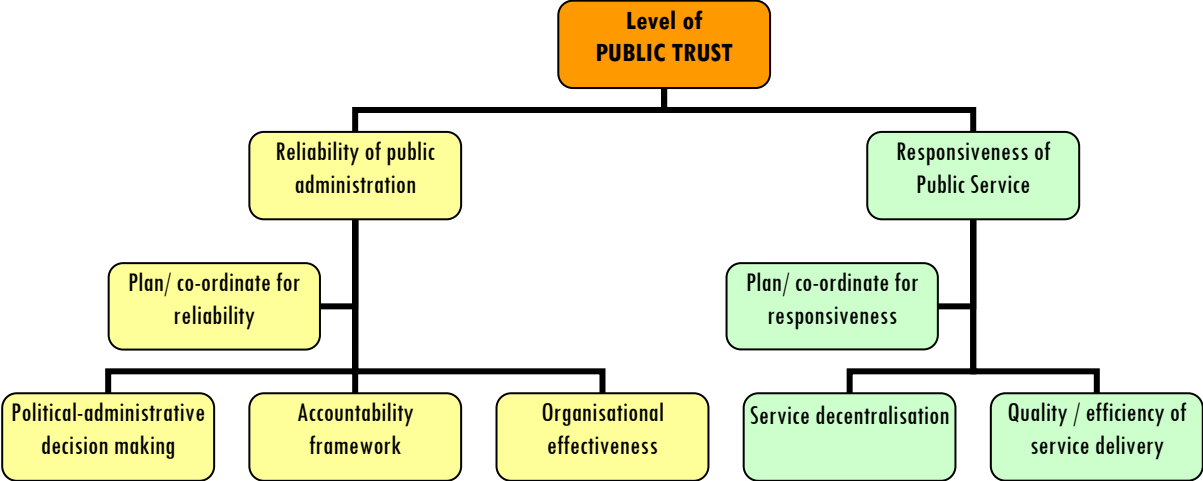 Level of
PUBLIC TRUST
Reliability of public
administration
Responsiveness of
Public Service
Plan/ co-ordinate for
reliability
Plan/ co-ordinate for
responsiveness
Political-administrative
decision making
Accountability
framework
Organisational
effectiveness
Service decentralisation
Quality / efficiency of
service delivery